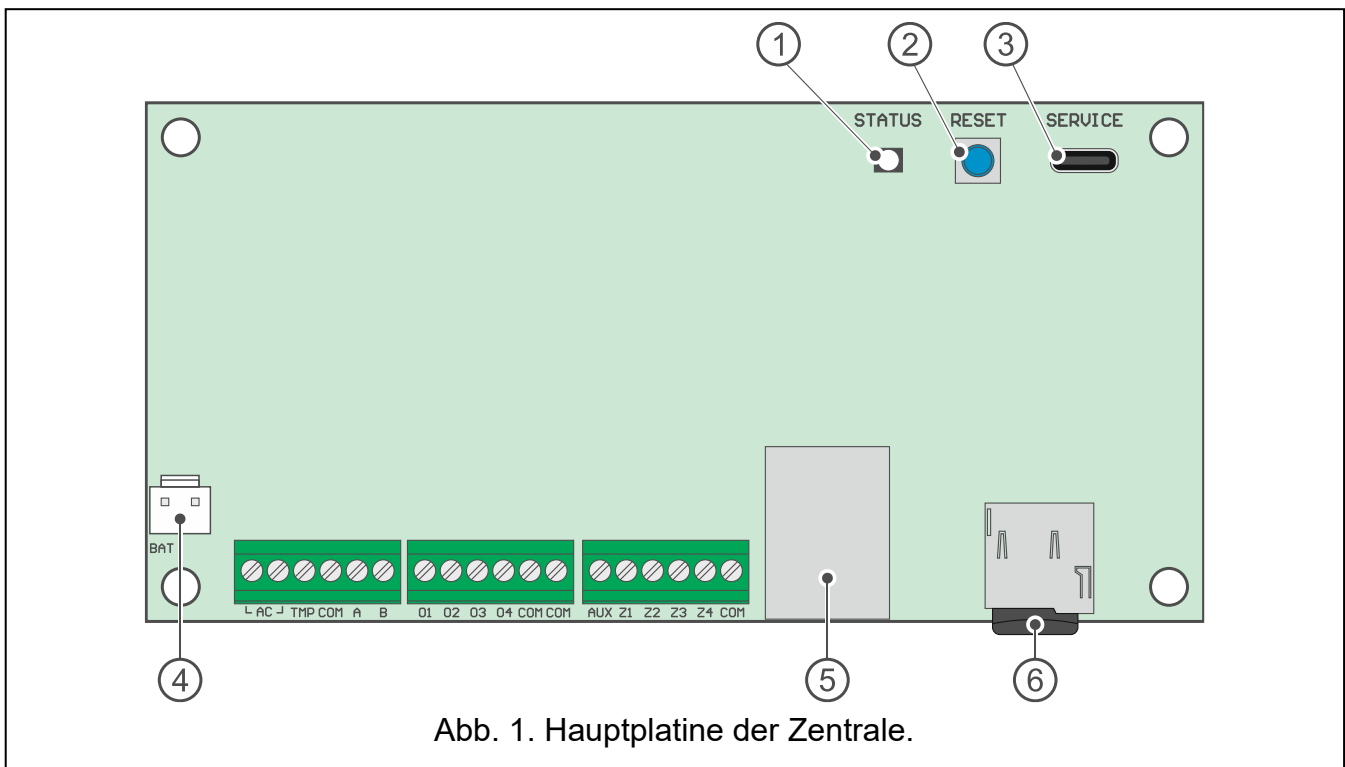 1 2 3
STATUS RESET SERVICE
BAT
└ AC ┘ TMP COM A B O1 O2 O3 O4 COM COM AUX Z1 Z2 Z3 Z4 COM
4 5 6
Abb. 1. Hauptplatine der Zentrale.